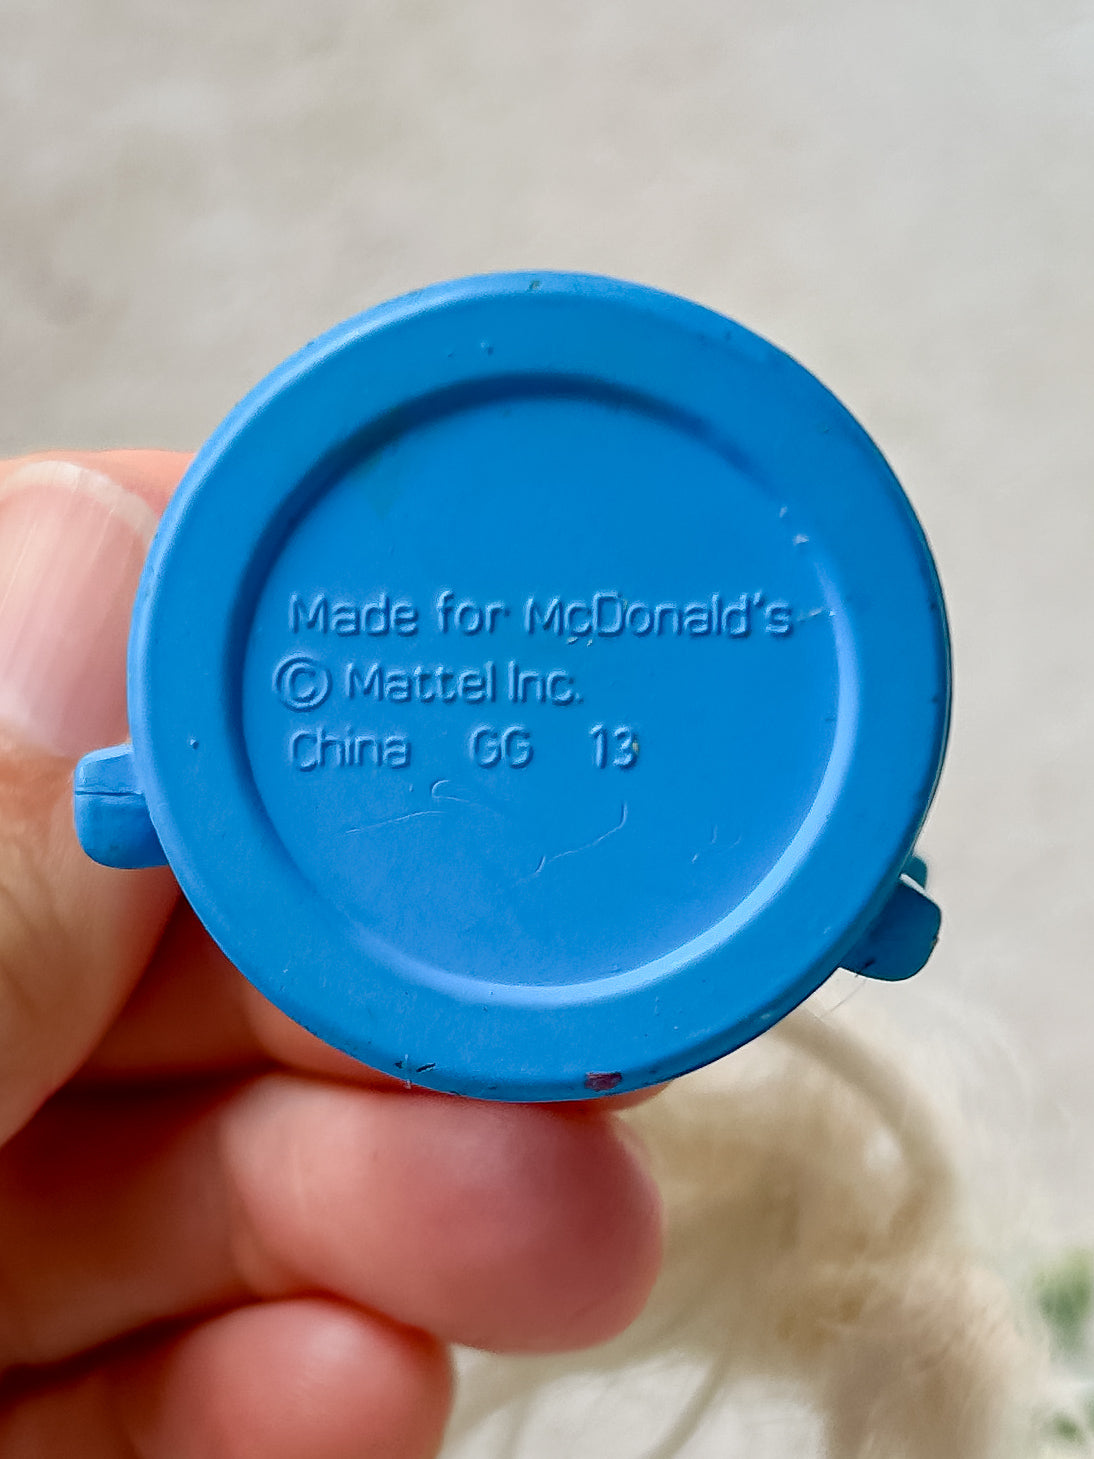 Made for McDonald's
© Mattel Inc.
China GG 13